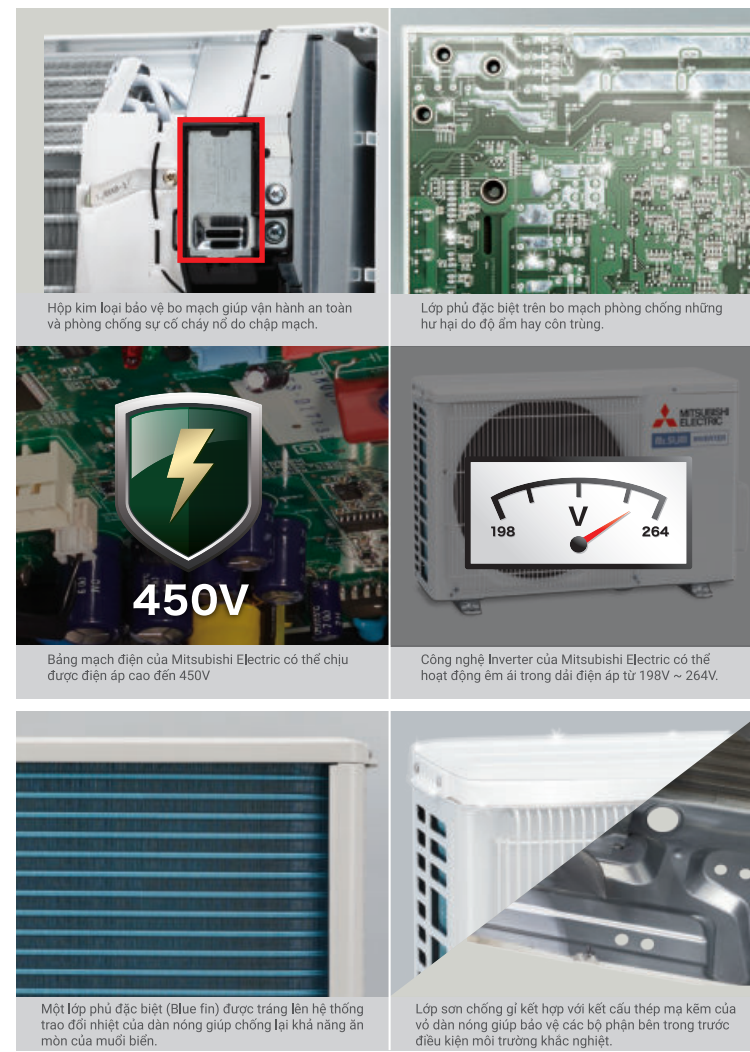 Hộp kim loại bảo vệ bo mạch giúp vận hành an toàn
và phòng chống sự cố cháy nổ do chập mạch.
Lớp phủ đặc biệt trên bo mạch phòng chống những
hư hại do độ ẩm hay côn trùng.
450V
Bảng mạch điện của Mitsubishi Electric có thể chịu
được điện áp cao đến 450V
MITSUBISHI
ELECTRIC
Mr.SLIM INVERTER
V
198 264
Công nghệ Inverter của Mitsubishi Electric có thể
hoạt động êm ái trong dải điện áp từ 198V ~ 264V.
Một lớp phủ đặc biệt (Blue fin) được tráng lên hệ thống
trao đổi nhiệt của dàn nóng giúp chống lại khả năng ăn
mòn của muối biển.
Lớp sơn chống gỉ kết hợp với kết cấu thép mạ kẽm của
vỏ dàn nóng giúp bảo vệ các bộ phận bên trong trước
điều kiện môi trường khắc nghiệt.